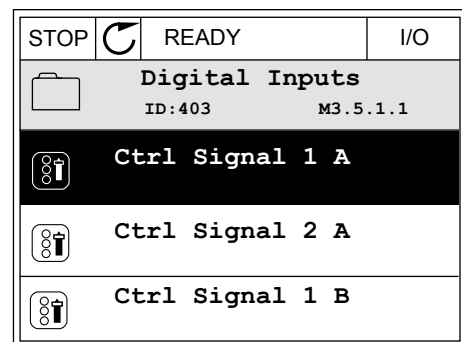 STOP READY I/O
Digital Inputs
ID:403 M3.5.1.1
Ctrl Signal 1 A
Ctrl Signal 2 A
Ctrl Signal 1 B